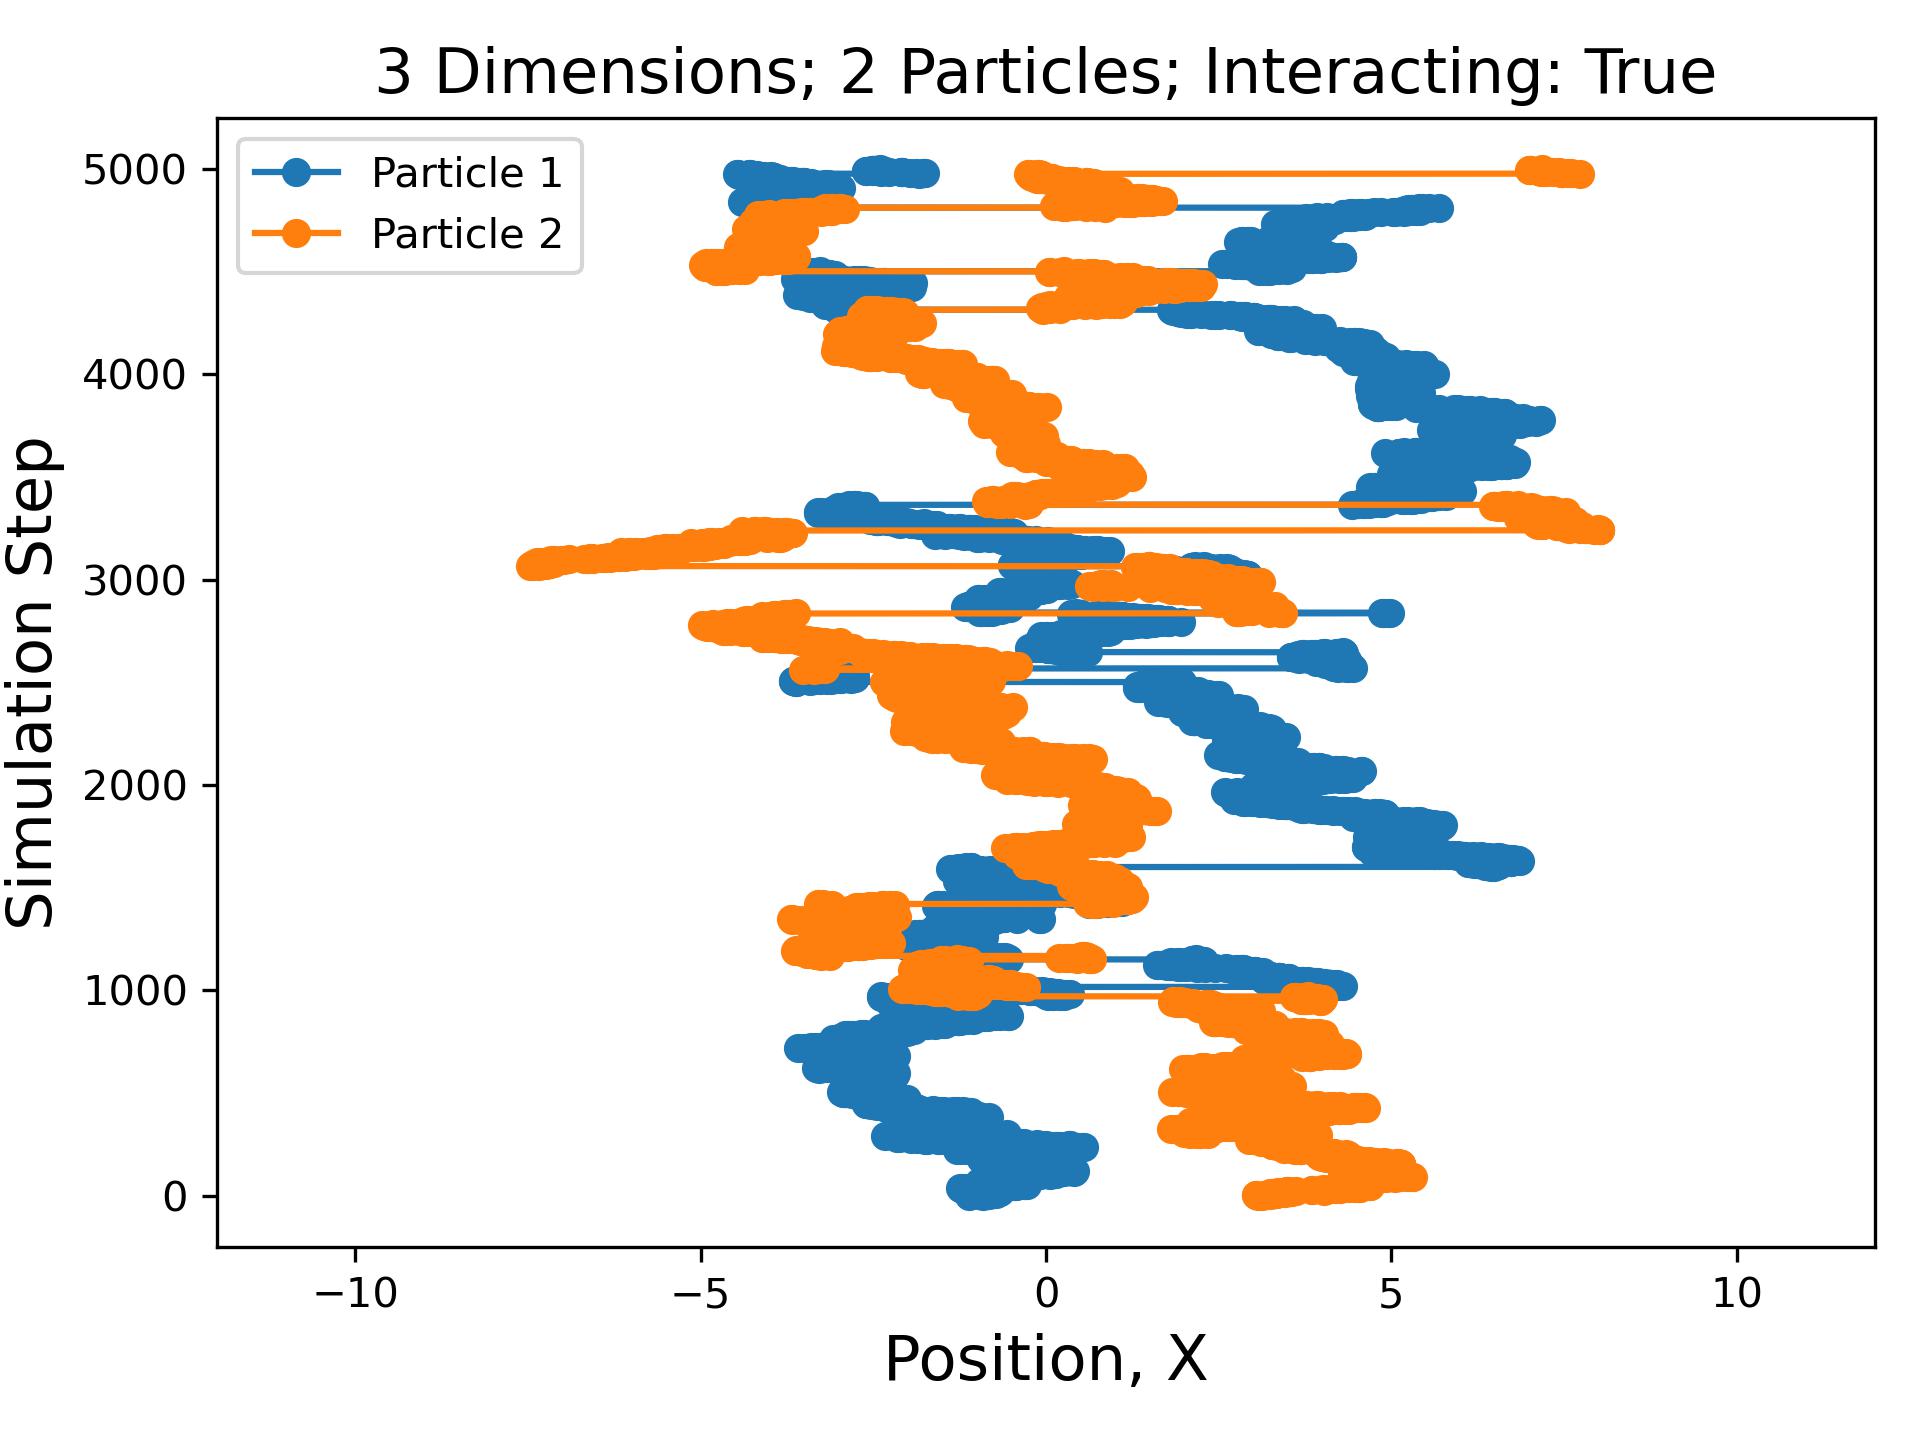 3 Dimensions; 2 Particles; Interacting: True
Particle 1
Particle 2
5000
4000
3000
2000
1000
0
Simulation Step
−10
−5
0
5
10
Position, X